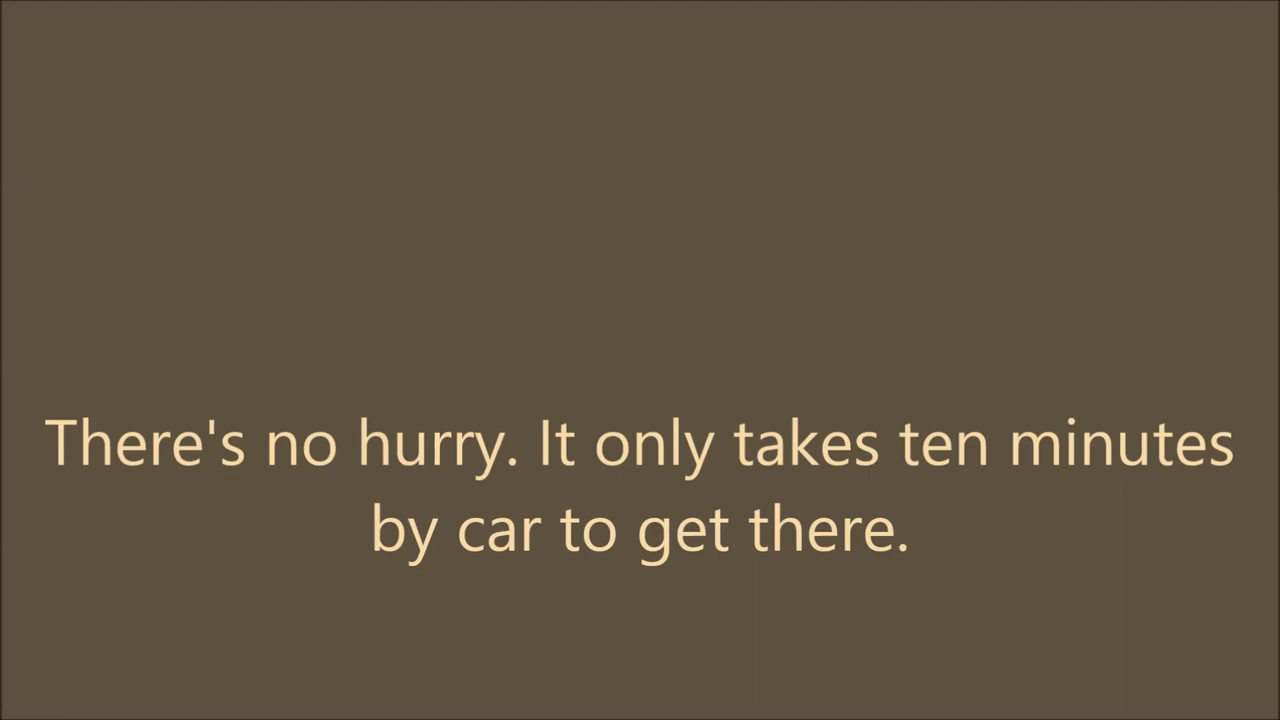 There's no hurry. It only takes ten minutes
by car to get there.